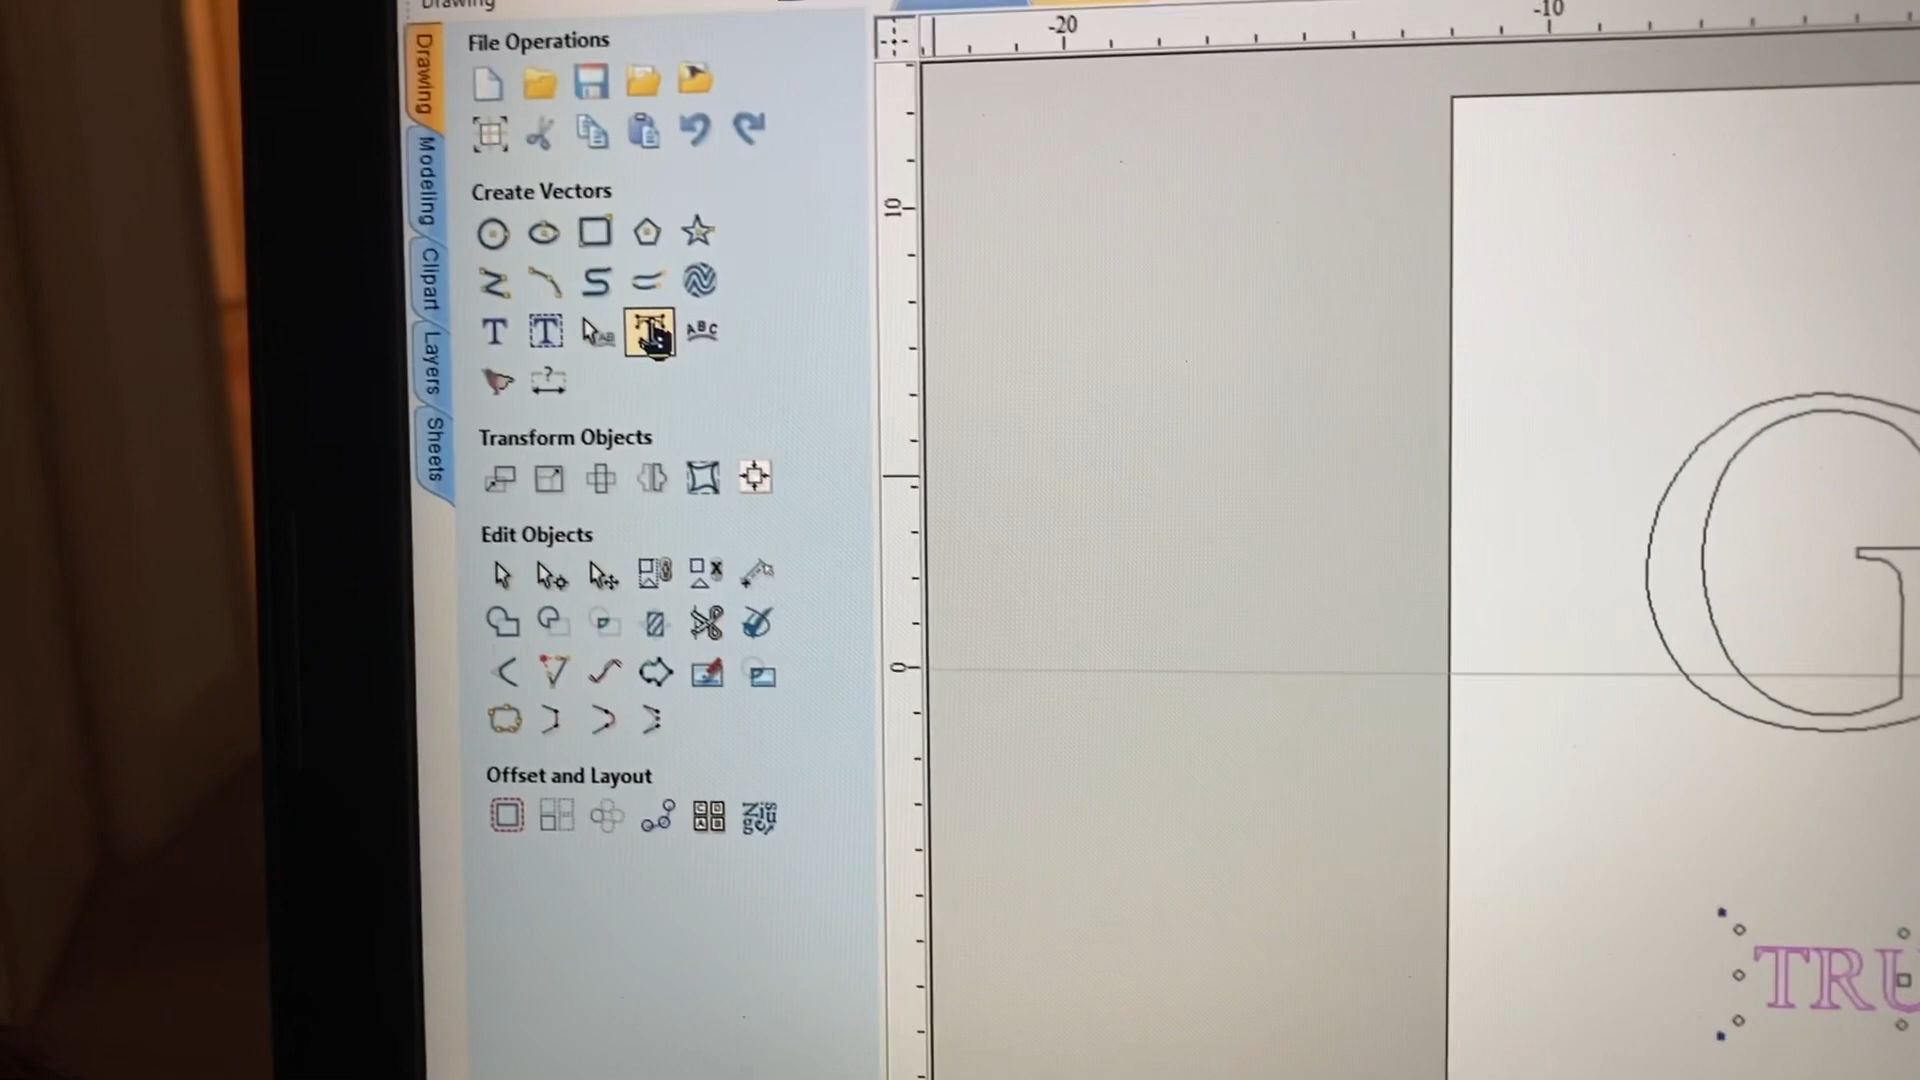 Drawing
-20
-10
File Operations
Drawing
Modeling
Clipart
Layers
Sheets
Create Vectors
10
T T AB T ABC
?
Transform Objects
G
Edit Objects
0
Offset and Layout
TRU